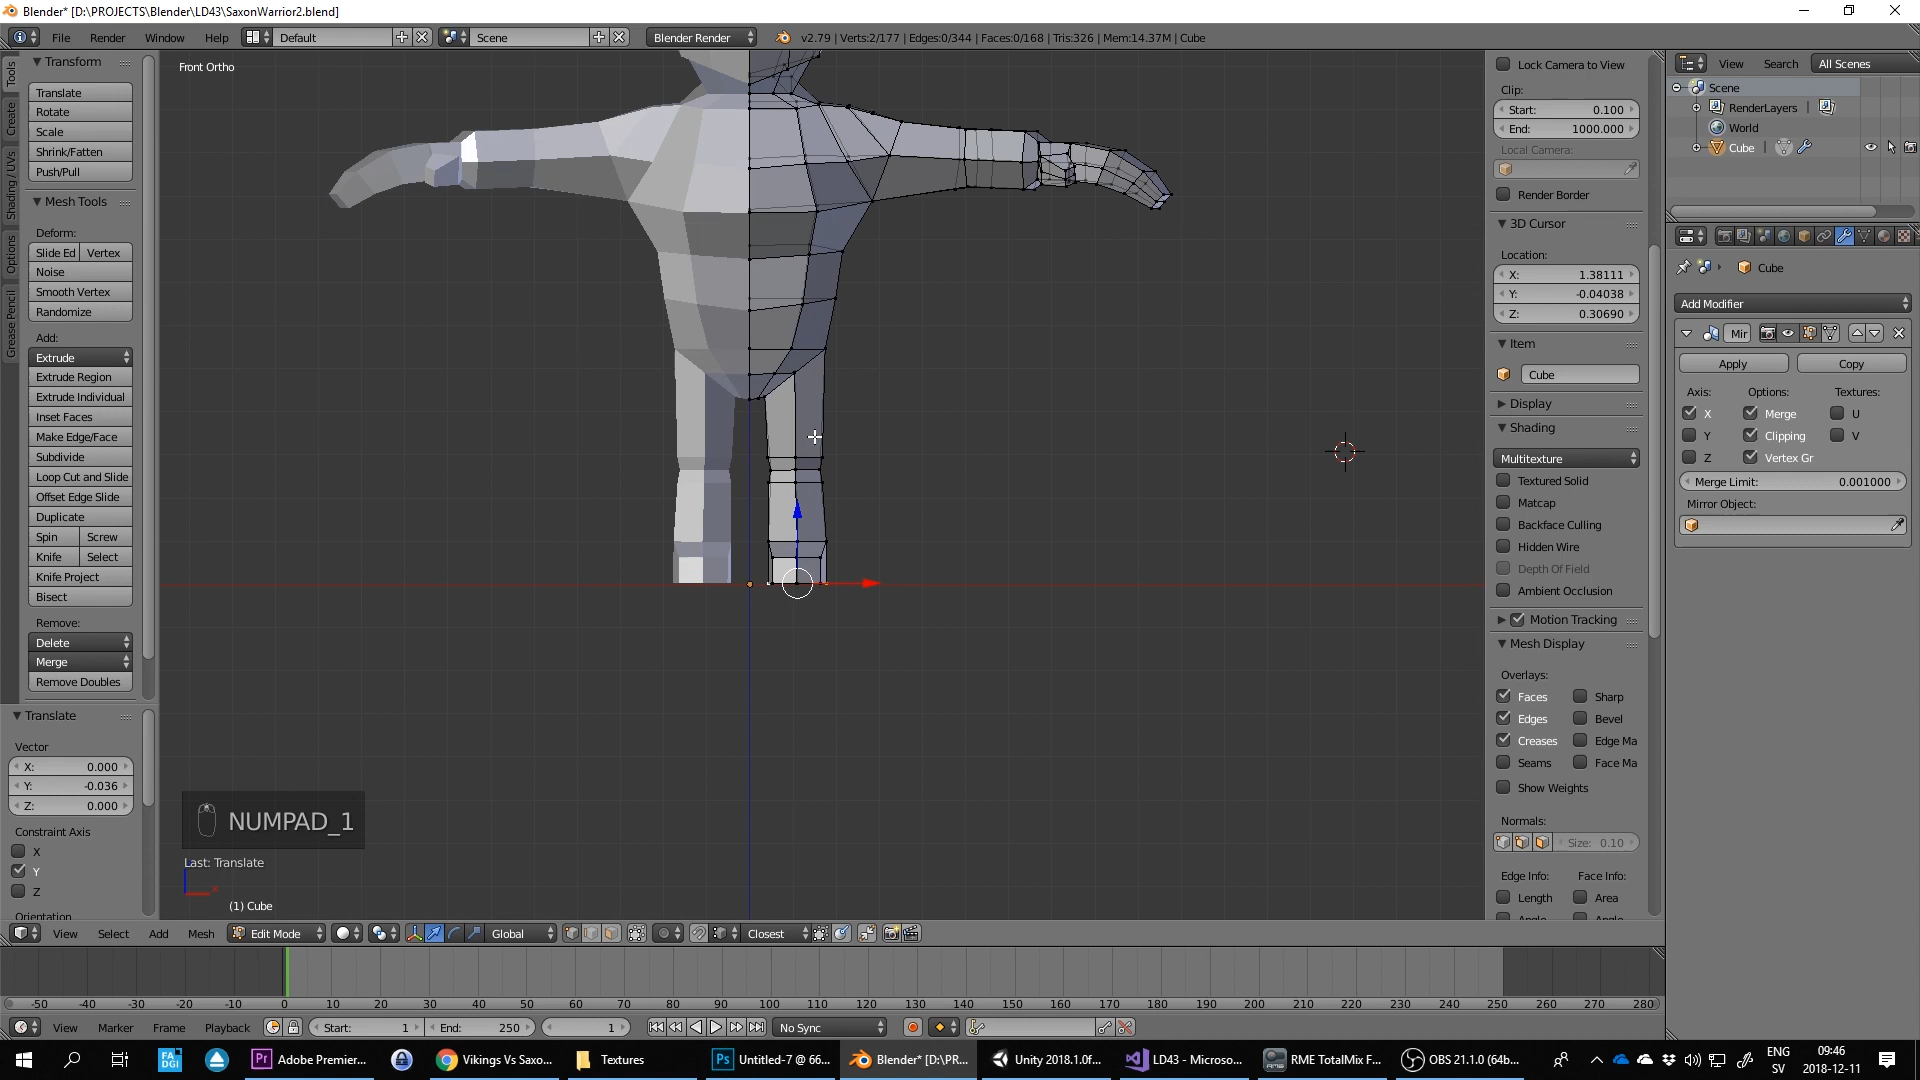 Blender* [D:\PROJECTS\Blender\LD43\SaxonWarrior2.blend]
File Render Window Help Default Scene Blender Render v2.79 | Verts:2/177 | Edges:0/344 | Faces:0/168 | Tris:326 | Mem:14.37M | Cube
Tools
Create
Shading / UVs
Options
Grease Pencil
Transform
Translate
Rotate
Scale
Shrink/Fatten
Push/Pull
Mesh Tools
Deform:
Slide Ed Vertex
Noise
Smooth Vertex
Randomize
Add:
Extrude
Extrude Region
Extrude Individual
Inset Faces
Make Edge/Face
Subdivide
Loop Cut and Slide
Offset Edge Slide
Duplicate
Spin Screw
Knife Select
Knife Project
Bisect
Remove:
Delete
Merge
Remove Doubles
Translate
Vector
X: 0.000
Y: -0.036
Z: 0.000
Constraint Axis
X
Y
Z
Orientation
Front Ortho
NUMPAD_1
Last: Translate
(1) Cube
Lock Camera to View
Clip:
Start: 0.100
End: 1000.000
Local Camera:
Render Border
3D Cursor
Location:
X: 1.38111
Y: -0.04038
Z: 0.30690
Item
Cube
Display
Shading
Multitexture
Textured Solid
Matcap
Backface Culling
Hidden Wire
Depth Of Field
Ambient Occlusion
Motion Tracking
Mesh Display
Overlays:
Faces Sharp
Edges Bevel
Creases Edge Ma
Seams Face Ma
Show Weights
Normals:
Size: 0.10
Edge Info: Face Info:
Length Area
Angle Angle
View Search All Scenes
Scene
RenderLayers
World
Cube
Cube
Add Modifier
Mir
Apply Copy
Axis: Options: Textures:
X Merge U
Y Clipping V
Z Vertex Gr
Merge Limit: 0.001000
Mirror Object:
View Select Add Mesh Edit Mode Global Closest
-50 -40 -30 -20 -10 0 10 20 30 40 50 60 70 80 90 100 110 120 130 140 150 160 170 180 190 200 210 220 230 240 250 260 270 280
View Marker Frame Playback Start: 1 End: 250 1 No Sync
FA DGI Pr Adobe Premier... Vikings Vs Saxo... Textures Ps Untitled-7 @ 66... Blender* [D:\PR... Unity 2018.1.0f... LD43 - Microso... RME TotalMix F... OBS 21.1.0 (64b... ENG 09:46
SV 2018-12-11